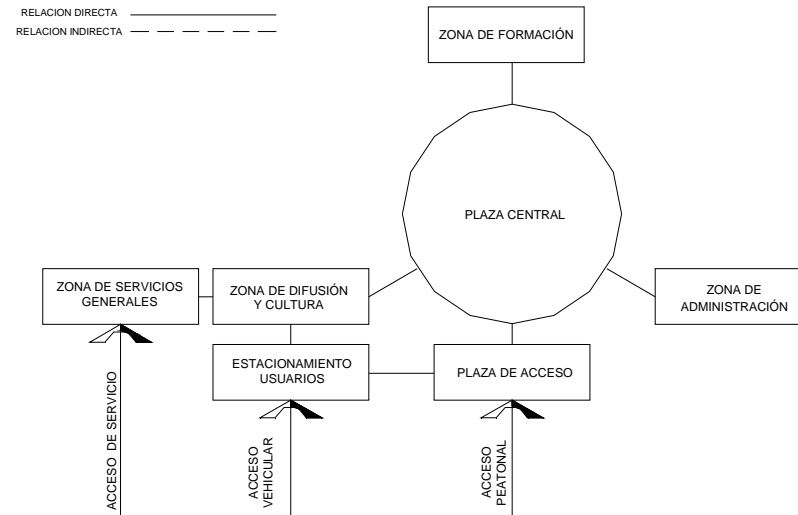 RELACION DIRECTA
RELACION INDIRECTA
ZONA DE FORMACIÓN
PLAZA CENTRAL
ZONA DE SERVICIOS
GENERALES
ZONA DE DIFUSIÓN
Y CULTURA
ZONA DE
ADMINISTRACIÓN
ESTACIONAMIENTO
USUARIOS
PLAZA DE ACCESO
ACCESO DE SERVICIO
ACCESO
VEHICULAR
ACCESO
PEATONAL